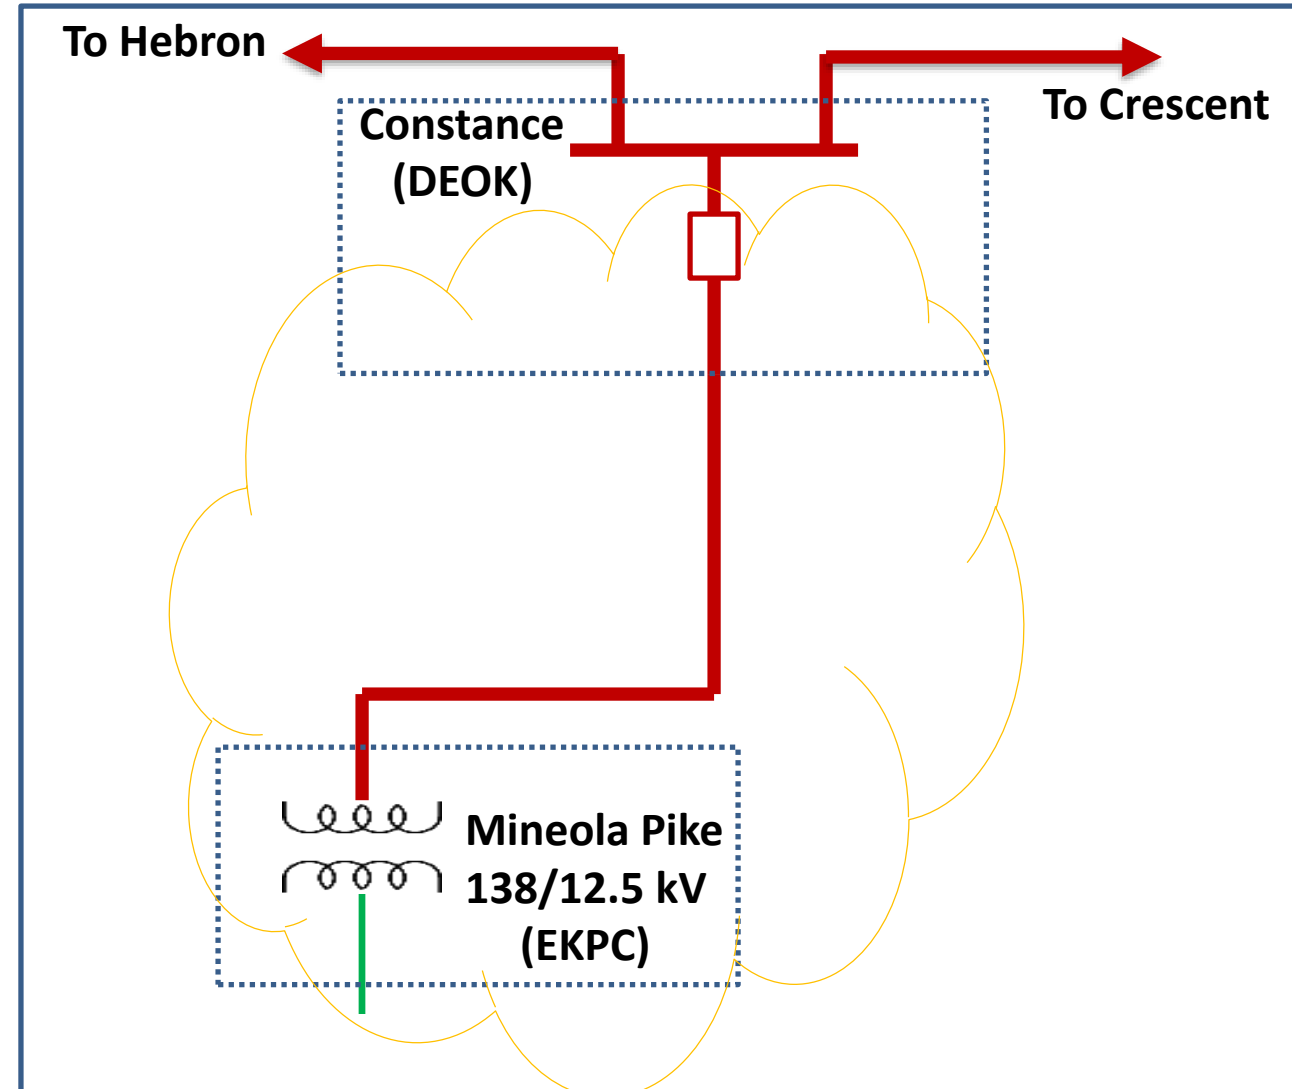 To Hebron
To Crescent
Constance
(DEOK)
Mineola Pike
138/12.5 kV
(EKPC)